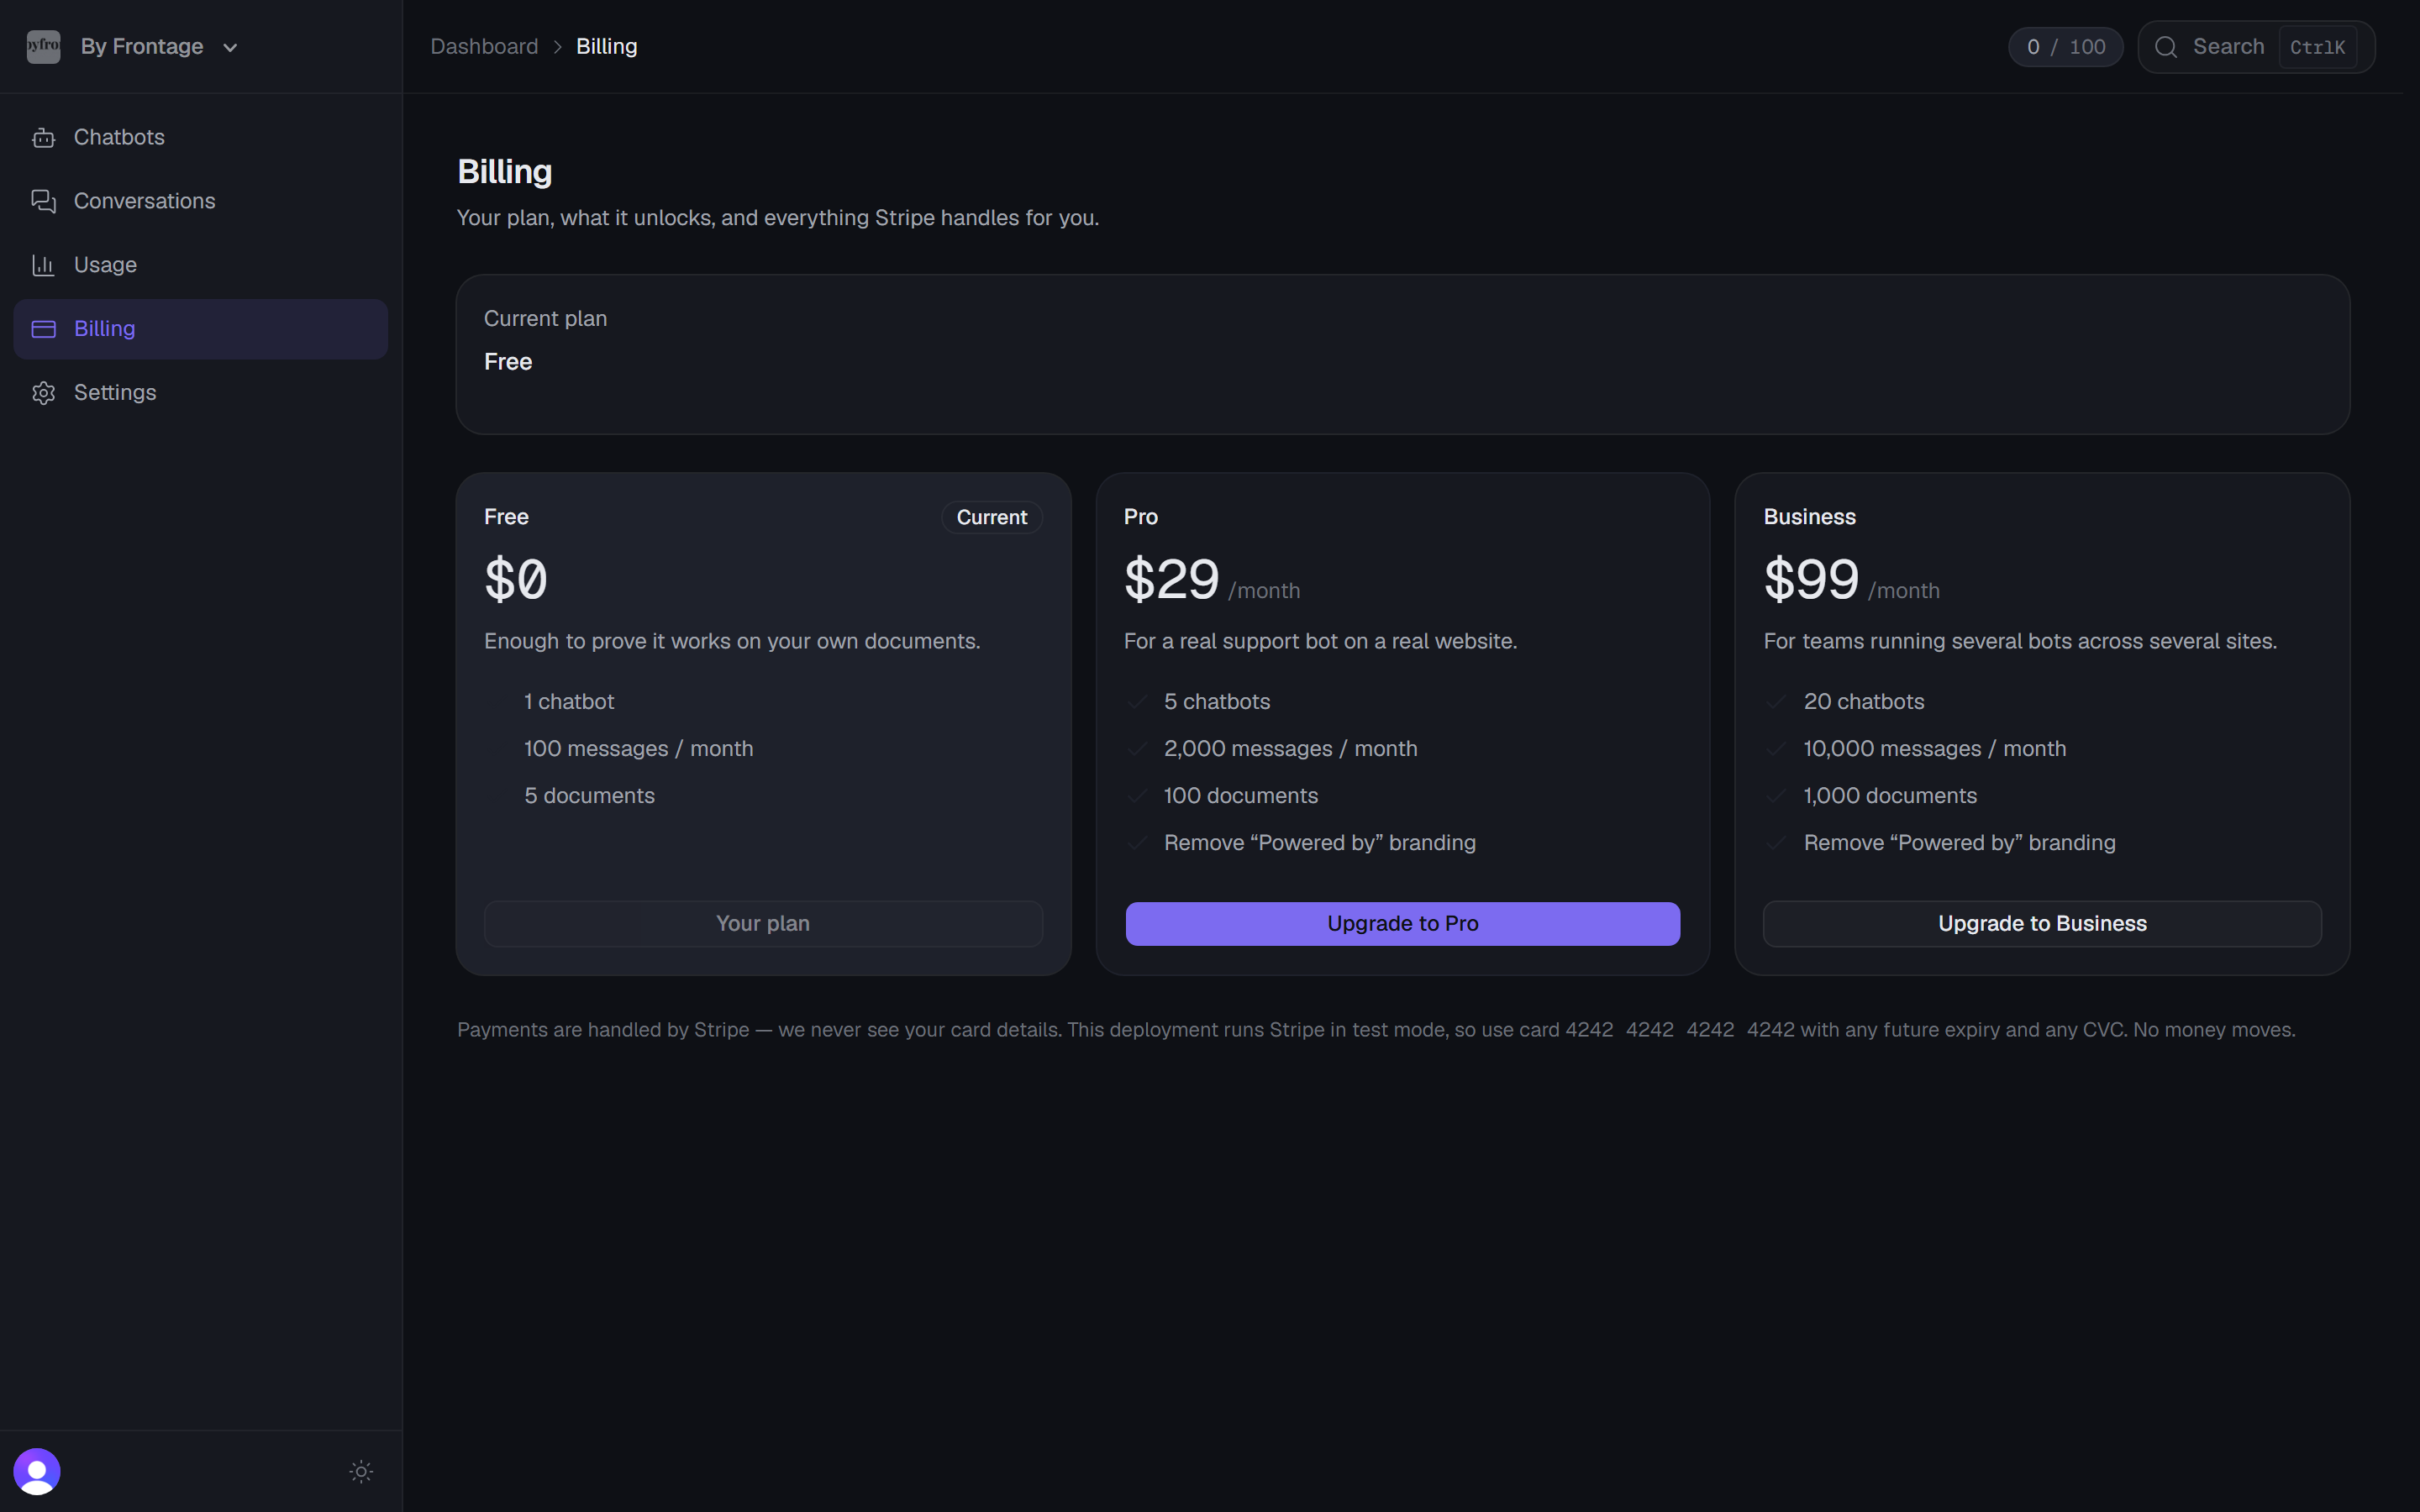 By Frontage
Dashboard > Billing
0 / 100
Search CtrlK
Chatbots
Conversations
Usage
Billing
Settings
Billing
Your plan, what it unlocks, and everything Stripe handles for you.
Current plan
Free
Free
Current
$0
Enough to prove it works on your own documents.
1 chatbot
100 messages / month
5 documents
Your plan
Pro
$29 /month
For a real support bot on a real website.
5 chatbots
2,000 messages / month
100 documents
Remove “Powered by” branding
Upgrade to Pro
Business
$99 /month
For teams running several bots across several sites.
20 chatbots
10,000 messages / month
1,000 documents
Remove “Powered by” branding
Upgrade to Business
Payments are handled by Stripe — we never see your card details. This deployment runs Stripe in test mode, so use card 4242 4242 4242 4242 with any future expiry and any CVC. No money moves.